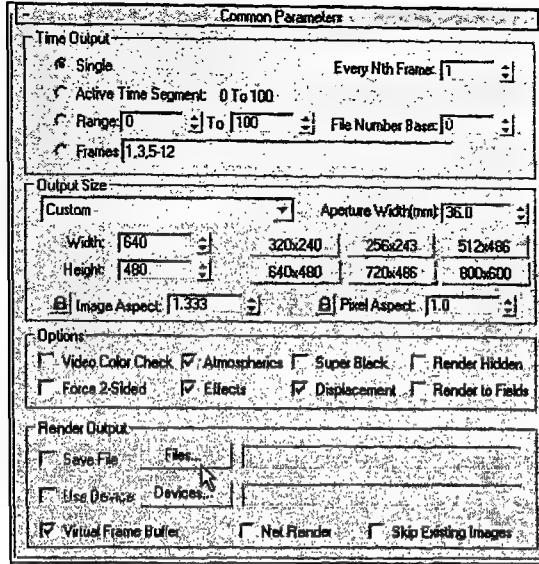 - Common Parameters
Time Output
Single Every Nth Frame: 1
Active Time Segment: 0 To 100
Range: 0 To 100 File Number Base: 0
Frames 1,3,5-12
Output Size
Custom Aperture Width(mm): 36.0
Width: 640 320x240 256x243 512x486
Height: 480 640x480 720x486 800x600
Image Aspect: 1.333 Pixel Aspect: 1.0
Options
Video Color Check Atmospherics Super Black Render Hidden
Force 2-Sided Effects Displacement Render to Fields
Render Output
Save File Files...
Use Device Devices...
Virtual Frame Buffer Net Render Skip Existing Images